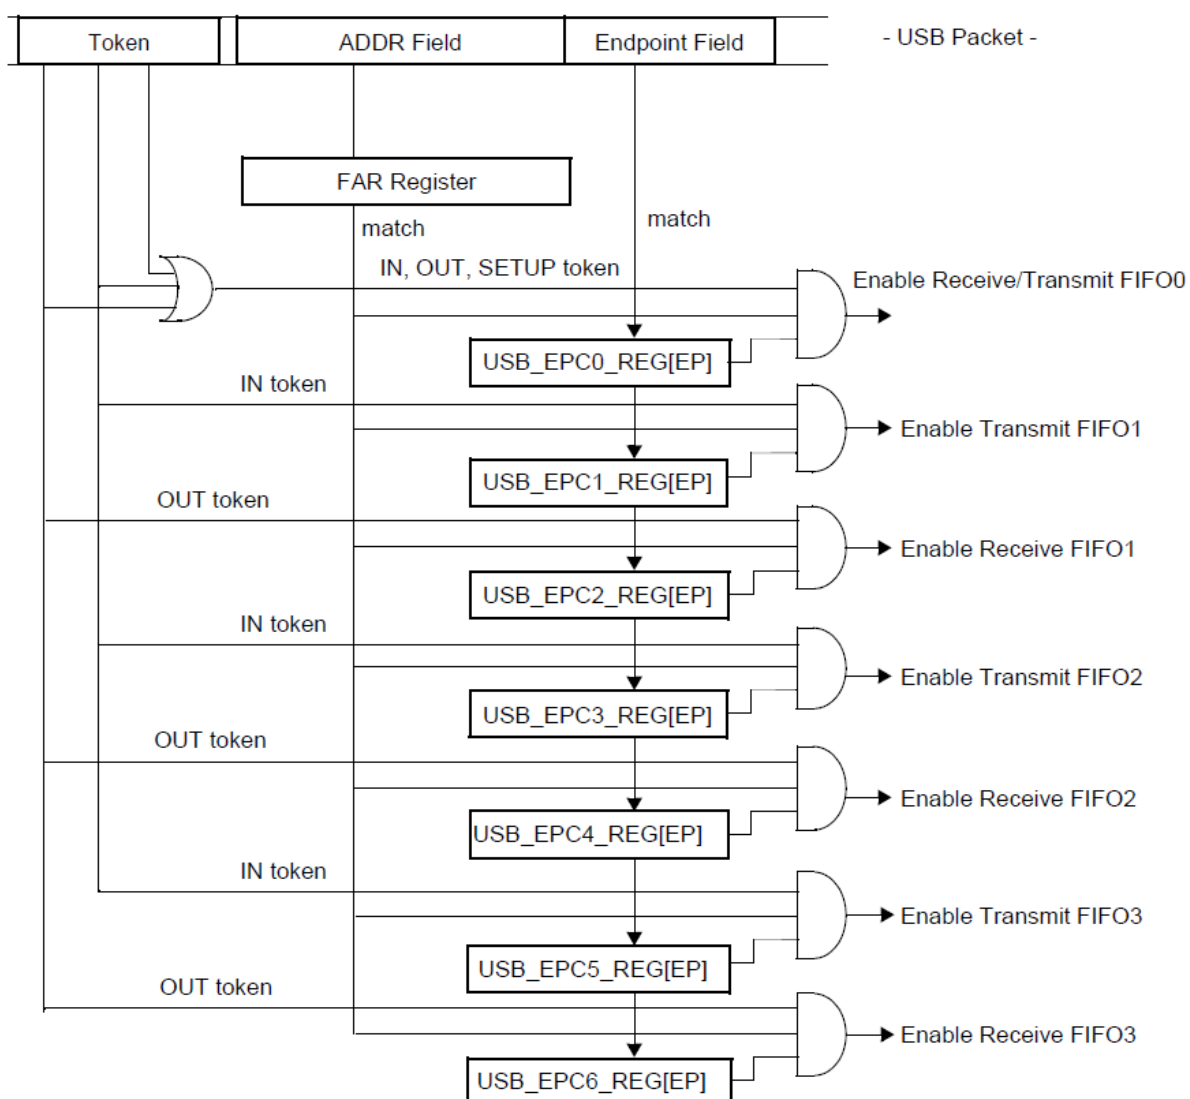 Token
ADDR Field
Endpoint Field
- USB Packet -
FAR Register
match
match
IN, OUT, SETUP token
Enable Receive/Transmit FIFO0
USB_EPC0_REG[EP]
IN token
Enable Transmit FIFO1
USB_EPC1_REG[EP]
OUT token
Enable Receive FIFO1
USB_EPC2_REG[EP]
IN token
Enable Transmit FIFO2
USB_EPC3_REG[EP]
OUT token
Enable Receive FIFO2
USB_EPC4_REG[EP]
IN token
Enable Transmit FIFO3
USB_EPC5_REG[EP]
OUT token
Enable Receive FIFO3
USB_EPC6_REG[EP]